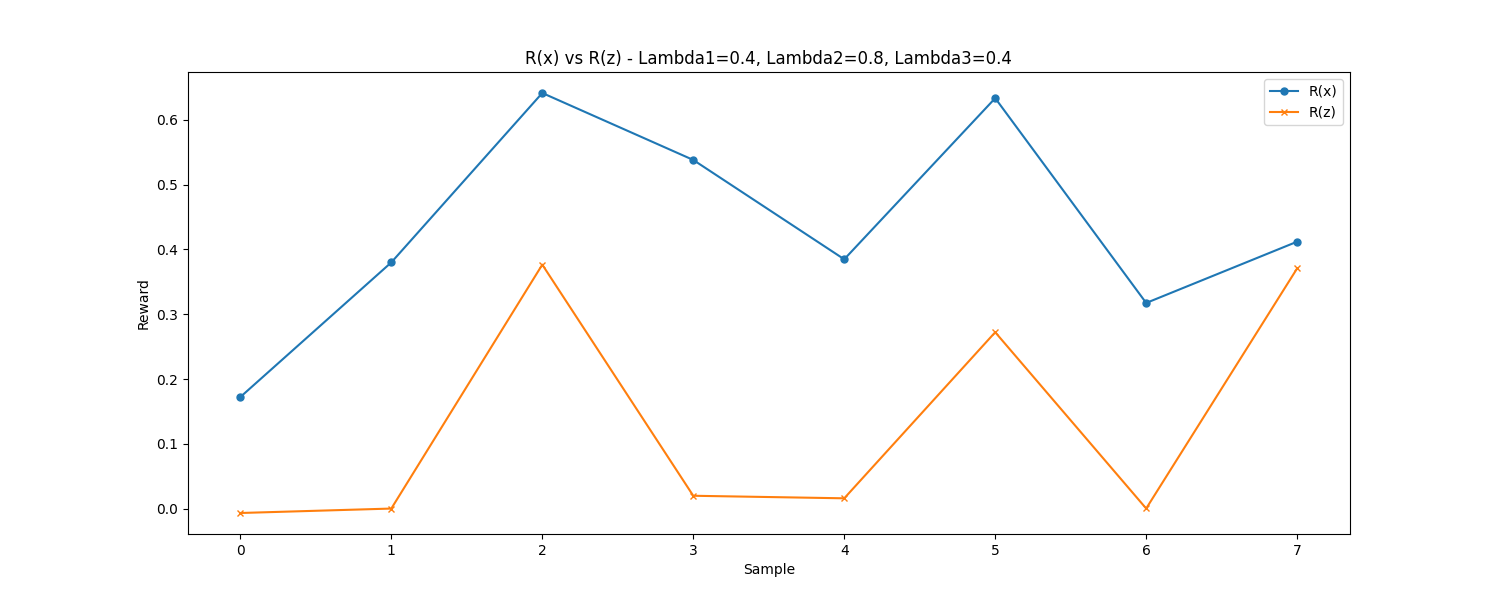 R(x) vs R(z) - Lambda1=0.4, Lambda2=0.8, Lambda3=0.4
R(x)
R(z)
0.6
0.5
0.4
0.3
0.2
0.1
0.0
Reward
0 1 2 3 4 5 6 7
Sample